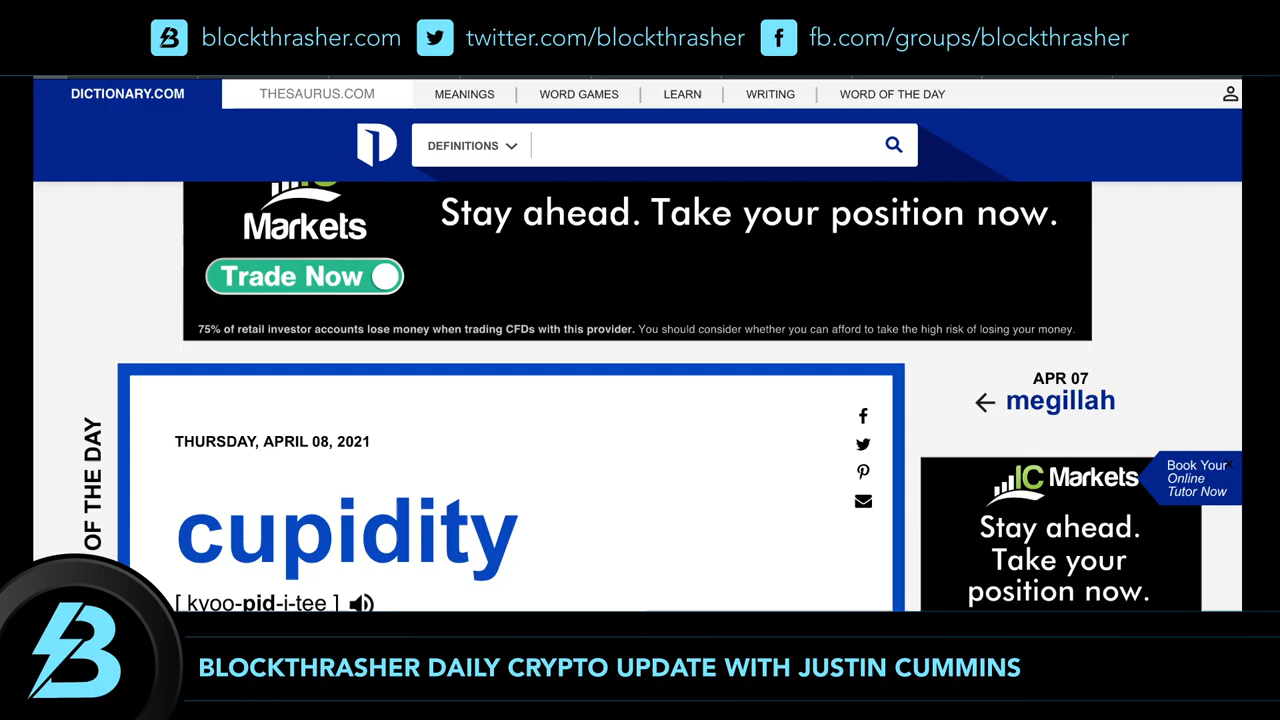 blockthrasher.com twitter.com/blockthrasher fb.com/groups/blockthrasher
DICTIONARY.COM THESAURUS.COM MEANINGS WORD GAMES LEARN WRITING WORD OF THE DAY
DEFINITIONS
IC
Markets
Stay ahead. Take your position now.
Trade Now
75% of retail investor accounts lose money when trading CFDs with this provider. You should consider whether you can afford to take the high risk of losing your money.
OF THE DAY
THURSDAY, APRIL 08, 2021
cupidity
[ kyoo-pid-i-tee ]
APR 07
megillah
IC Markets
Stay ahead.
Take your
position now.
Book Your
Online
Tutor Now
BLOCKTHRASHER DAILY CRYPTO UPDATE WITH JUSTIN CUMMINS